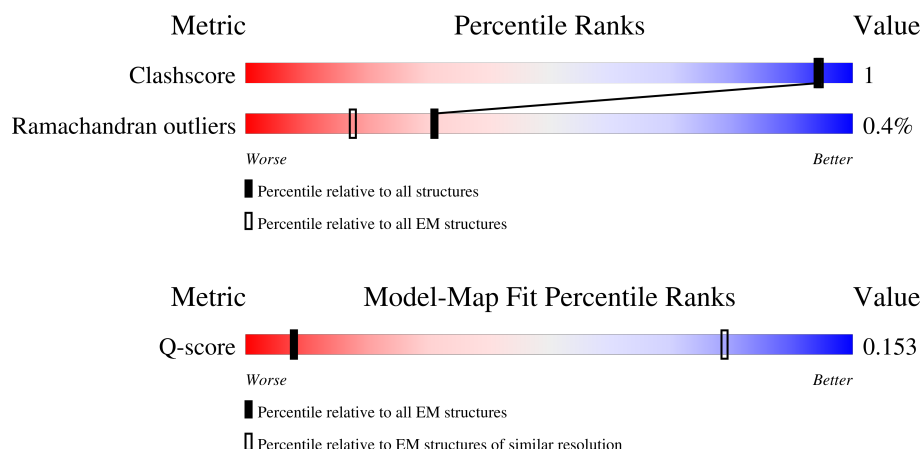 Metric Percentile Ranks Value
Clashscore 1
Ramachandran outliers 0.4%
Worse Better
Percentile relative to all structures
Percentile relative to all EM structures
Metric Model-Map Fit Percentile Ranks Value
Q-score 0.153
Worse Better
Percentile relative to all EM structures
Percentile relative to EM structures of similar resolution